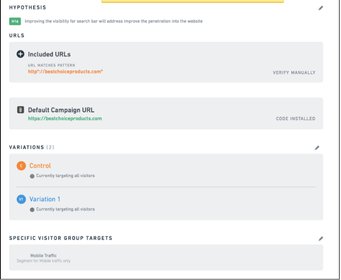 HYPOTHESIS
H18 Improving the visibility for search bar will address improve the penetration into the website
URLS
Included URLs
URL MATCHES PATTERN
http*://bestchoiceproducts.com*
VERIFY MANUALLY
Default Campaign URL
https://bestchoiceproducts.com
CODE INSTALLED
VARIATIONS (2)
C Control
Currently targeting all visitors
V1 Variation 1
Currently targeting all visitors
SPECIFIC VISITOR GROUP TARGETS
Mobile Traffic
Segment for Mobile traffic only